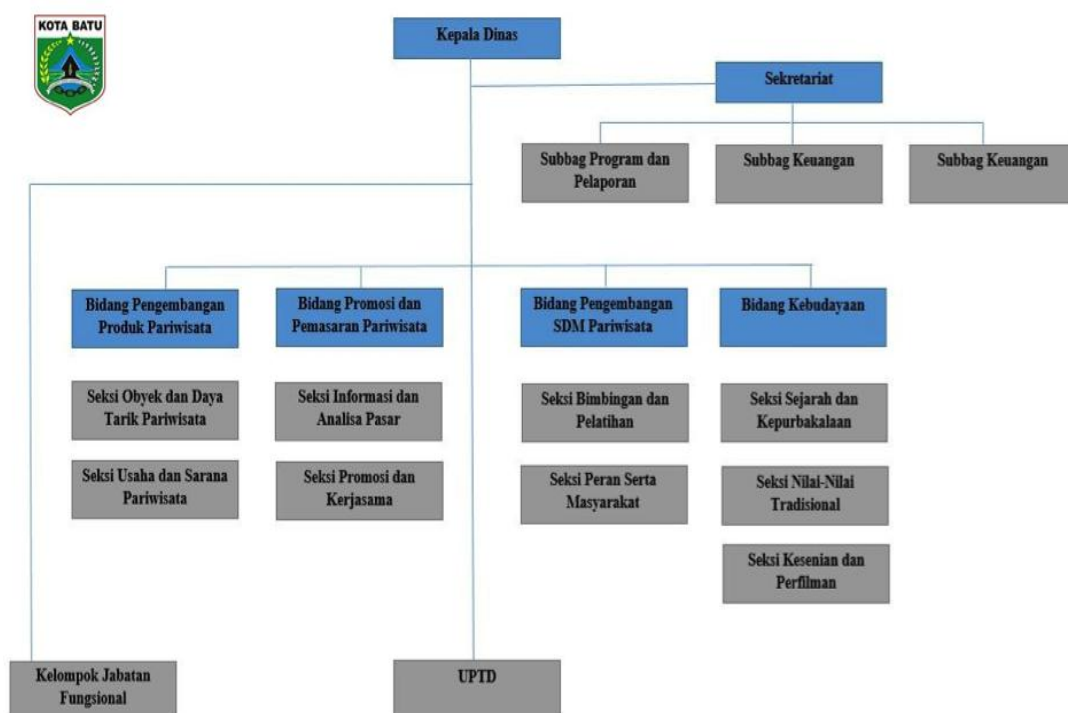 KOTA BATU
Kepala Dinas
Sekretariat
Subbag Program dan
Pelaporan
Subbag Keuangan
Subbag Keuangan
Bidang Pengembangan
Produk Pariwisata
Bidang Promosi dan
Pemasaran Pariwisata
Bidang Pengembangan
SDM Pariwisata
Bidang Kebudayaan
Seksi Obyek dan Daya
Tarik Pariwisata
Seksi Informasi dan
Analisa Pasar
Seksi Bimbingan dan
Pelatihan
Seksi Sejarah dan
Kepurbakalaan
Seksi Usaha dan Sarana
Pariwisata
Seksi Promosi dan
Kerjasama
Seksi Peran Serta
Masyarakat
Seksi Nilai-Nilai
Tradisional
Seksi Kesenian dan
Perfilman
Kelompok Jabatan
Fungsional
UPTD